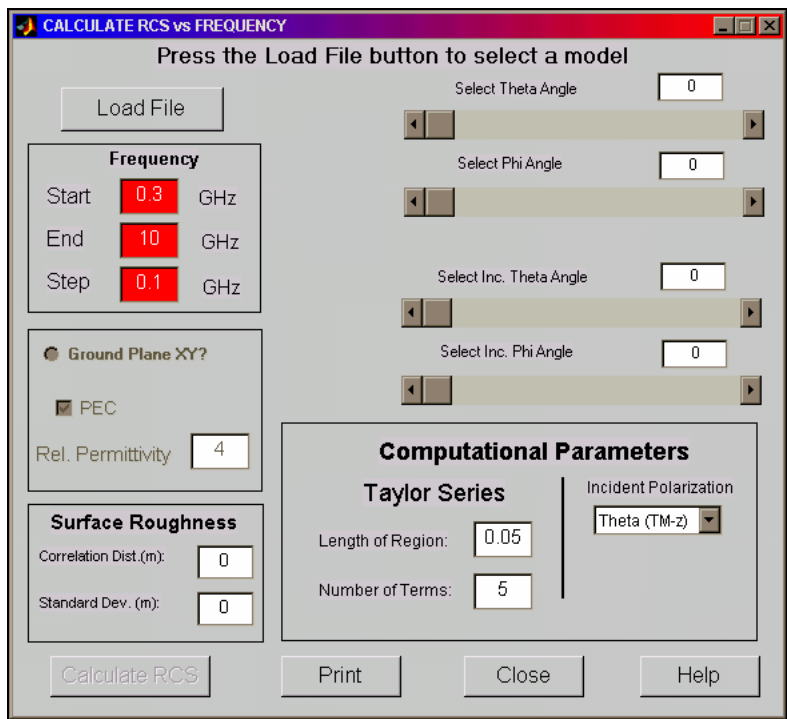 CALCULATE RCS vs FREQUENCY
Press the Load File button to select a model
Load File
Select Theta Angle 0
Select Phi Angle 0
Frequency
Start 0.3 GHz
End 10 GHz
Step 0.1 GHz
Select Inc. Theta Angle 0
Select Inc. Phi Angle 0
Ground Plane XY?
PEC
Rel. Permittivity 4
Surface Roughness
Correlation Dist.(m): 0
Standard Dev. (m): 0
Computational Parameters
Taylor Series
Length of Region: 0.05
Number of Terms: 5
Incident Polarization
Theta (TM-z)
Calculate RCS Print Close Help